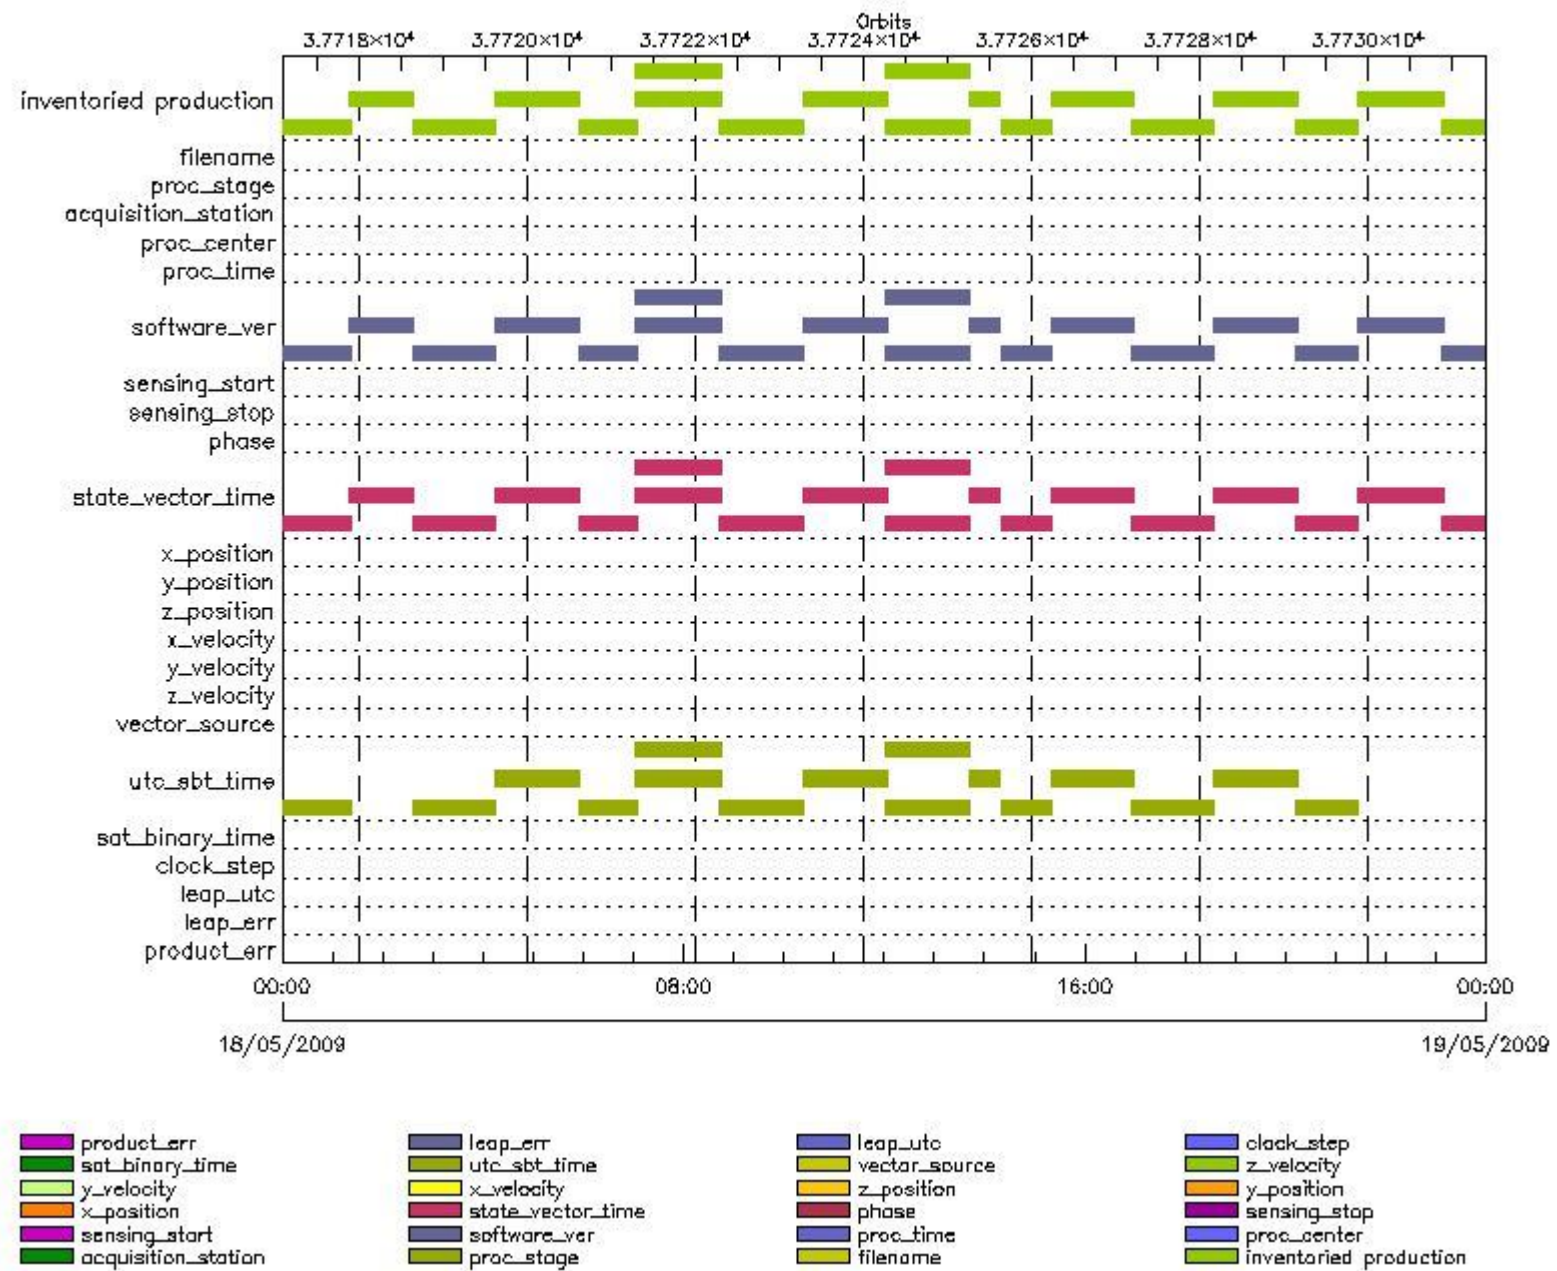 Orbits
3.7718×10⁴ 3.7720×10⁴ 3.7722×10⁴ 3.7724×10⁴ 3.7726×10⁴ 3.7728×10⁴ 3.7730×10⁴
inventoried production
filename
proc_stage
acquisition_station
proc_center
proc_time
software_ver
sensing_start
sensing_stop
phase
state_vector_time
x_position
y_position
z_position
x_velocity
y_velocity
z_velocity
vector_source
utc_sbt_time
sat_binary_time
clock_step
leap_utc
leap_err
product_err
00:00 08:00 16:00 00:00
18/05/2009 19/05/2009
product_err leap_err leap_utc clock_step
sat_binary_time utc_sbt_time vector_source z_velocity
y_velocity x_velocity z_position y_position
x_position state_vector_time phase sensing_stop
sensing_start software_ver proc_time proc_center
acquisition_station proc_stage filename inventoried production